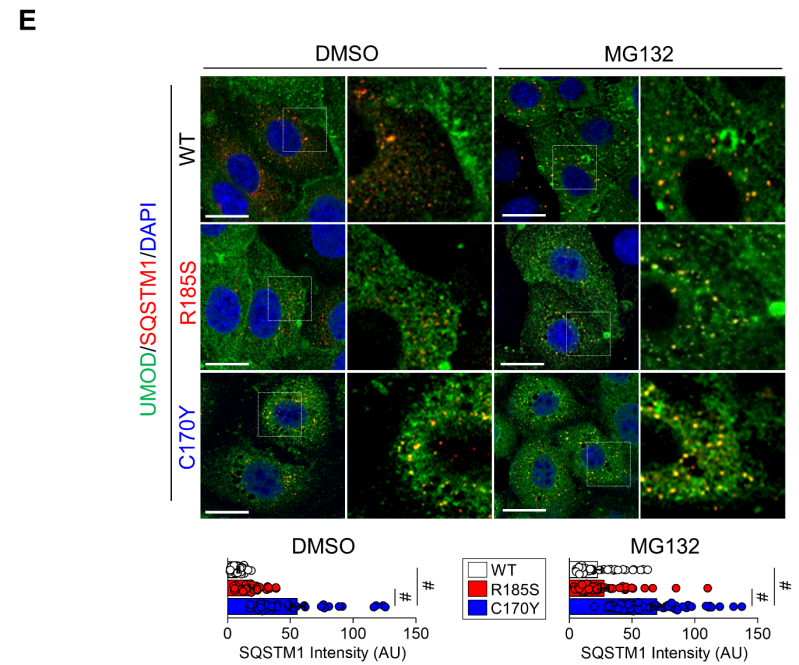 E
DMSO MG132
WT
R185S
C170Y
UMOD/SQSTM1/DAPI
DMSO MG132
WT
R185S
C170Y
# #
# #
0 50 100 150
0 50 100 150
SQSTM1 Intensity (AU) SQSTM1 Intensity (AU)